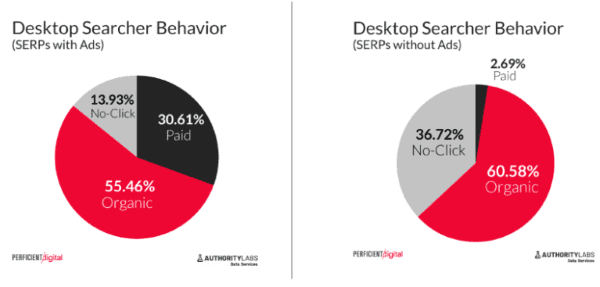 Desktop Searcher Behavior
(SERPs with Ads)
13.93%
No-Click
30.61%
Paid
55.46%
Organic
PERFICIENT/digital
AUTHORITYLABS
Data Services
Desktop Searcher Behavior
(SERPs without Ads)
2.69%
Paid
36.72%
No-Click
60.58%
Organic
PERFICIENT/digital
AUTHORITYLABS
Data Services